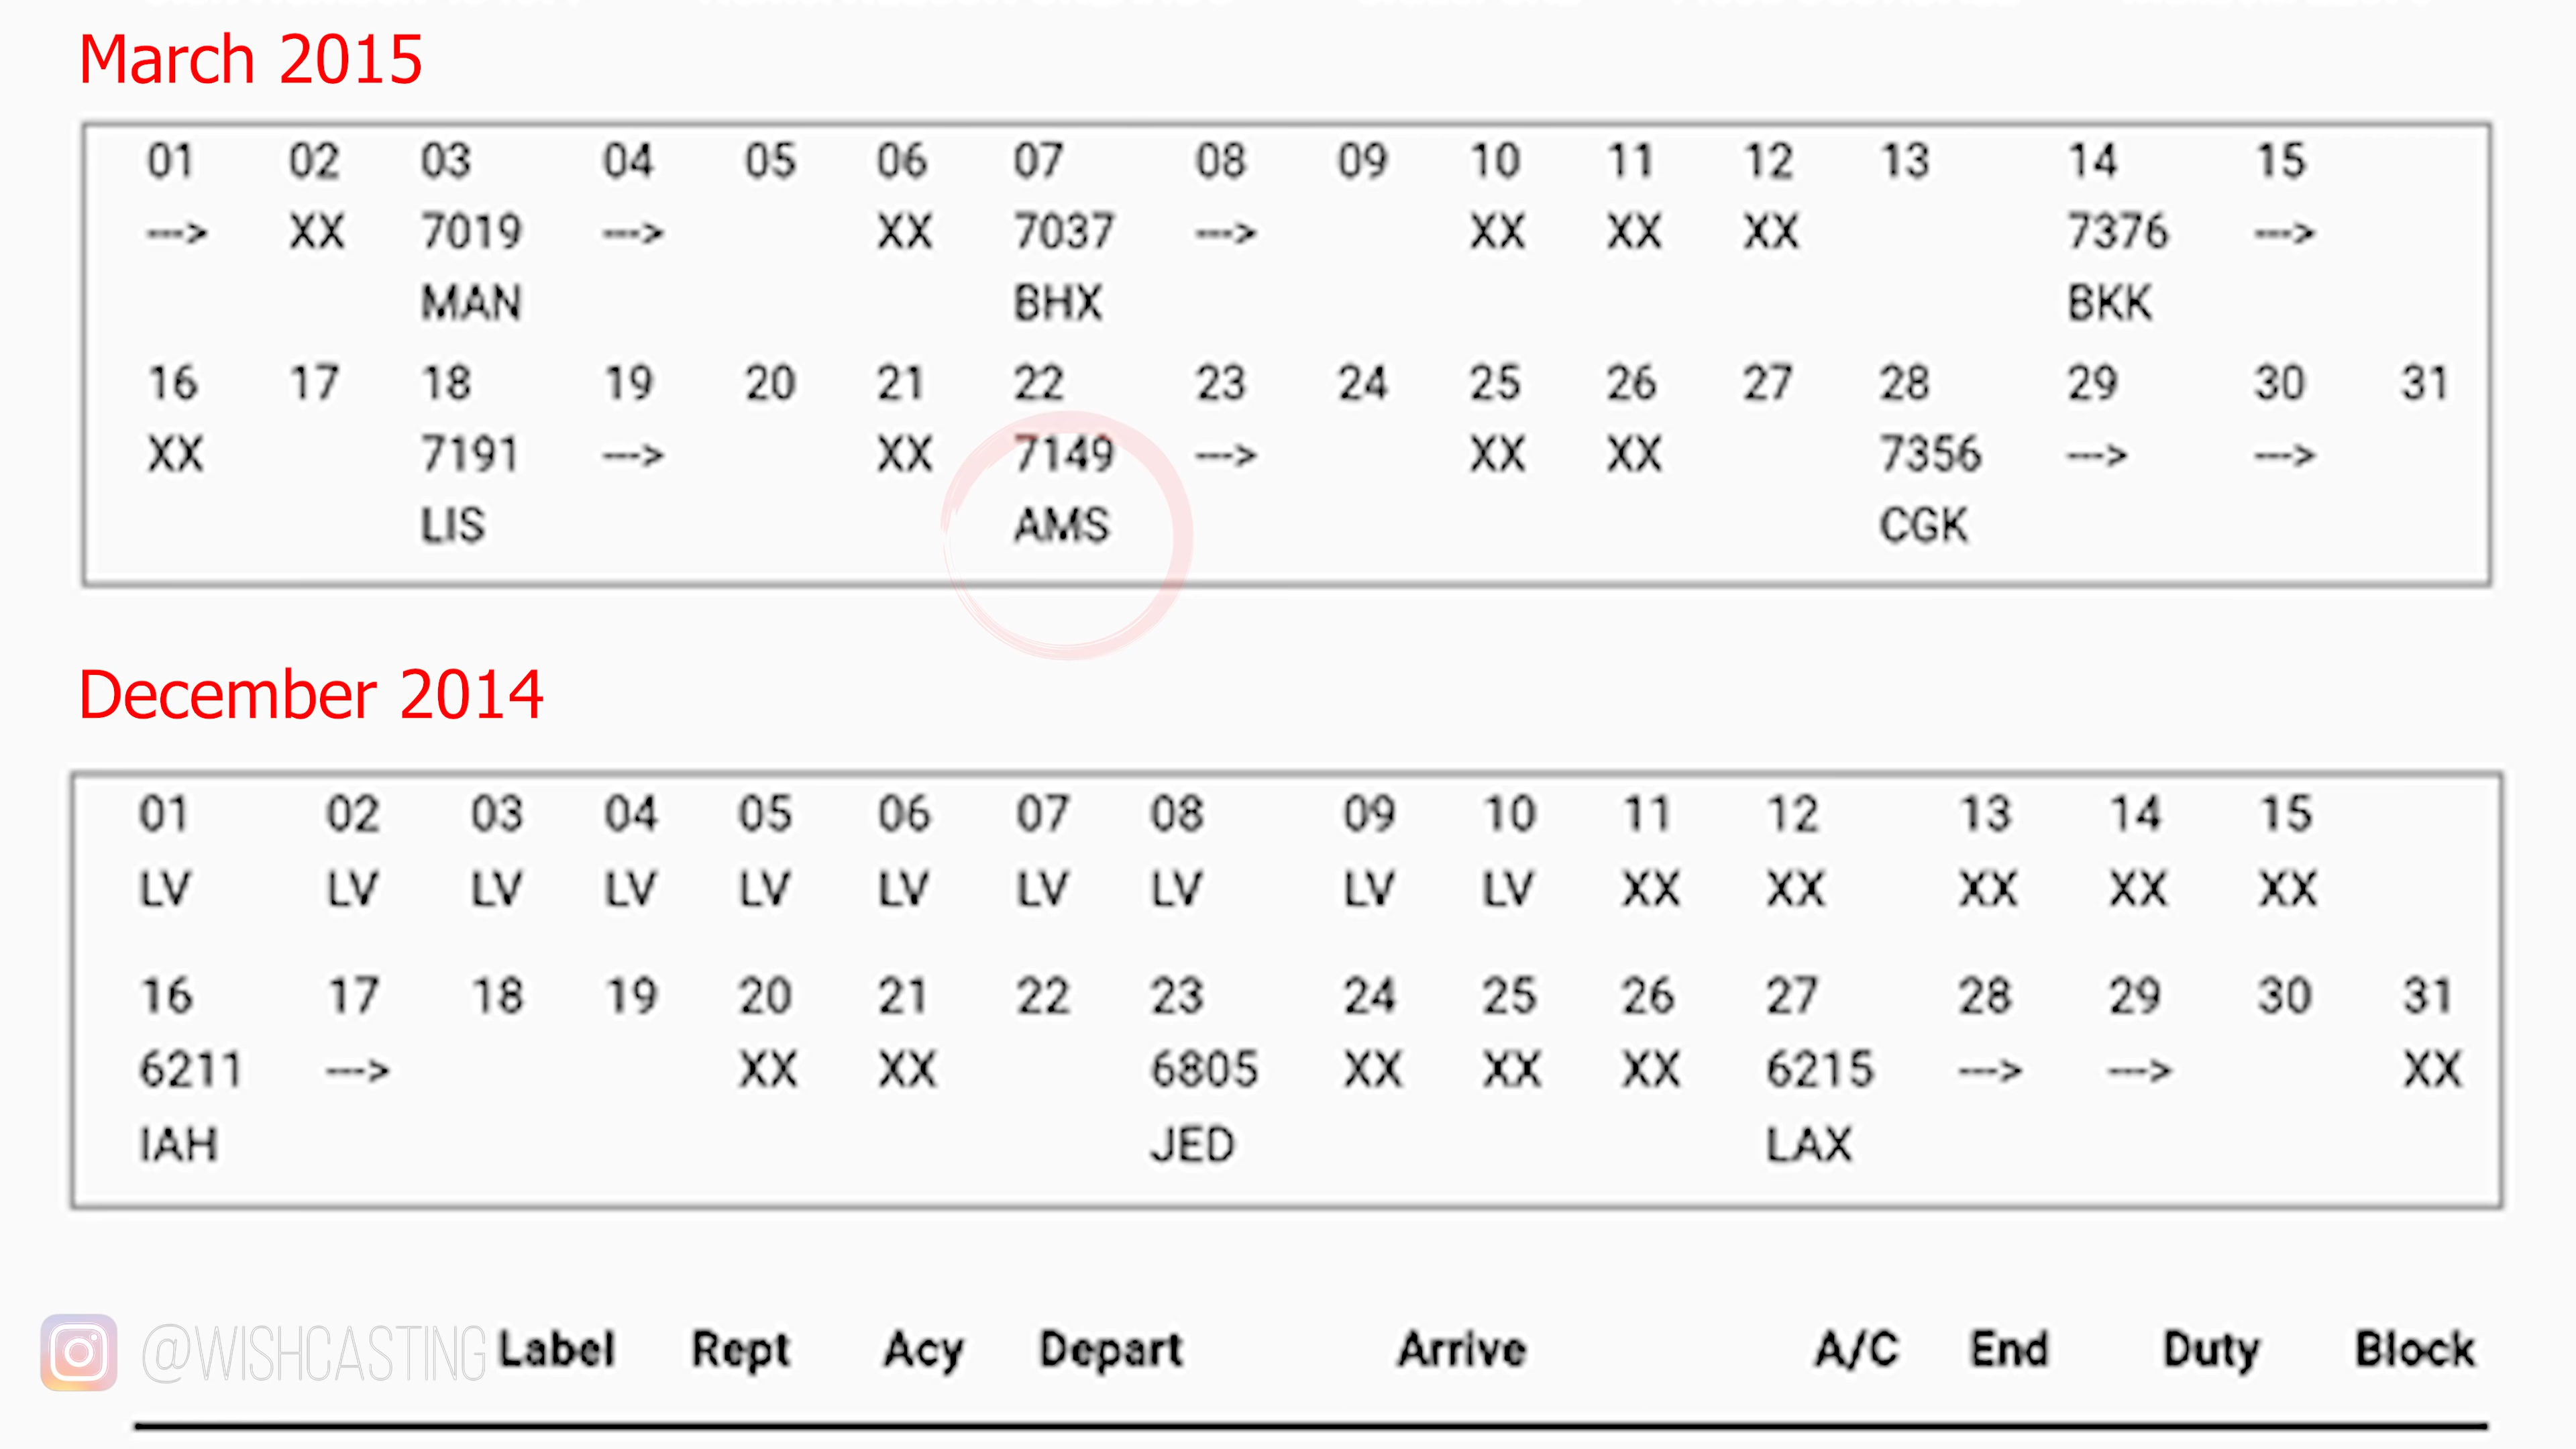 March 2015
01 02 03 04 05 06 07 08 09 10 11 12 13 14 15
---> XX 7019 ---> XX 7037 ---> XX XX XX 7376 --->
MAN BHX BKK
16 17 18 19 20 21 22 23 24 25 26 27 28 29 30 31
XX 7191 ---> XX 7149 ---> XX XX 7356 ---> --->
LIS AMS CGK
December 2014
01 02 03 04 05 06 07 08 09 10 11 12 13 14 15
LV LV LV LV LV LV LV LV LV LV XX XX XX XX XX
16 17 18 19 20 21 22 23 24 25 26 27 28 29 30 31
6211 ---> XX XX 6805 XX XX XX 6215 ---> ---> XX
IAH JED LAX
@WISHCASTING Label Rept Acy Depart Arrive A/C End Duty Block